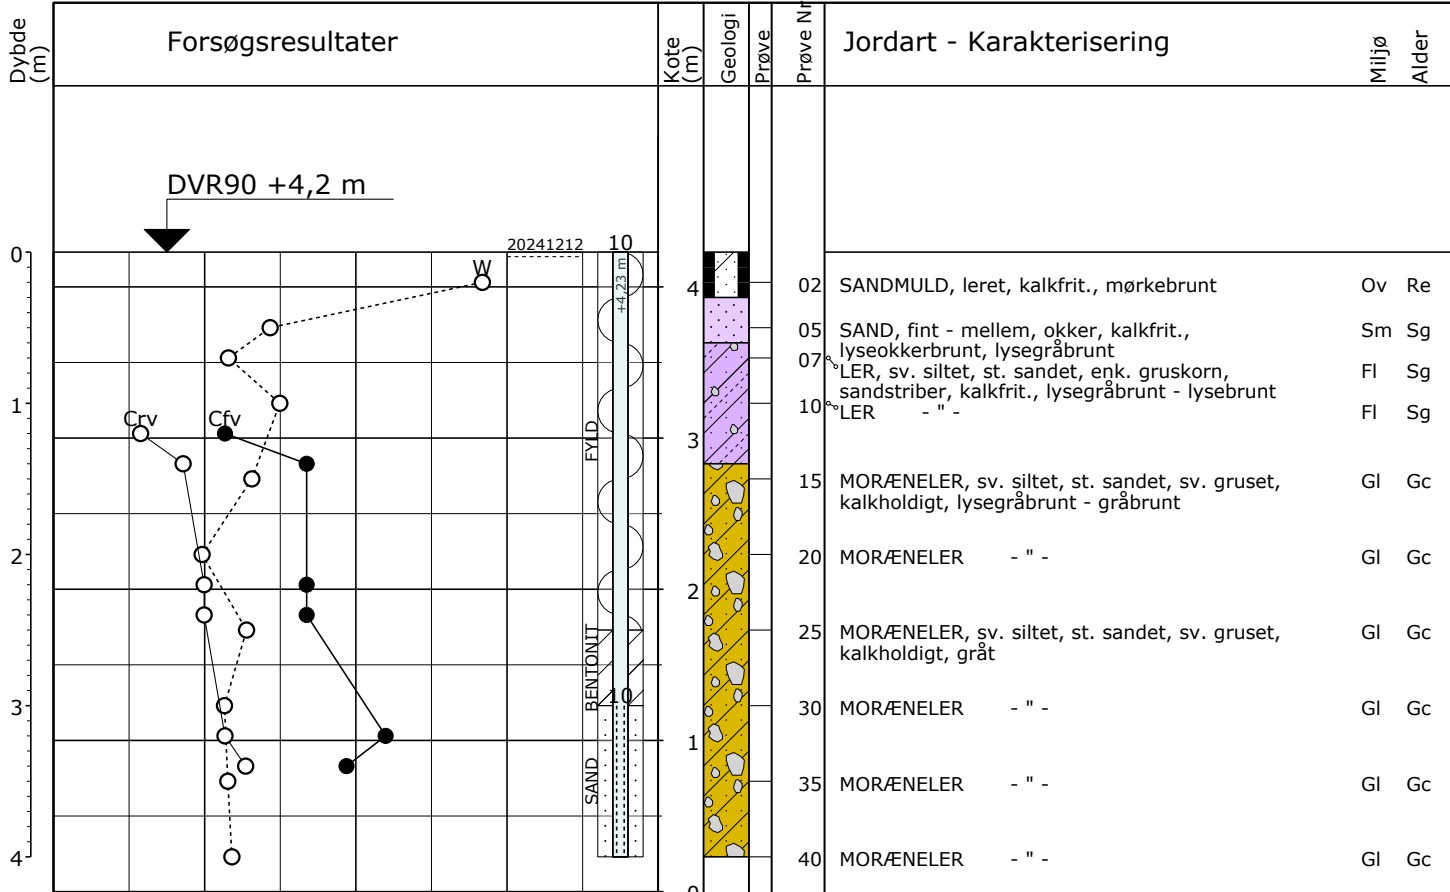 Dybde (m)
Forsøgsresultater
Kote (m)
Geologi
Prøve
Prøve Nr
Jordart - Karakterisering
Miljø
Alder
DVR90 +4,2 m
0
20241212
10
W
+4,23 m
4
02 SANDMULD, leret, kalkfrit., mørkebrunt Ov Re
05 SAND, fint - mellem, okker, kalkfrit., Sm Sg
lyseokkerbrunt, lysegråbrunt
07 LER, sv. siltet, st. sandet, enk. gruskorn, Fl Sg
sandstriber, kalkfrit., lysegråbrunt - lysebrunt
1
10 LER - " - Fl Sg
Crv
Cfv
FYLD
3
15 MORÆNELER, sv. siltet, st. sandet, sv. gruset, Gl Gc
kalkholdigt, lysegråbrunt - gråbrunt
2
20 MORÆNELER - " - Gl Gc
2
25 MORÆNELER, sv. siltet, st. sandet, sv. gruset, Gl Gc
kalkholdigt, gråt
BENTONIT
10
3
30 MORÆNELER - " - Gl Gc
1
SAND
35 MORÆNELER - " - Gl Gc
4
40 MORÆNELER - " - Gl Gc
0